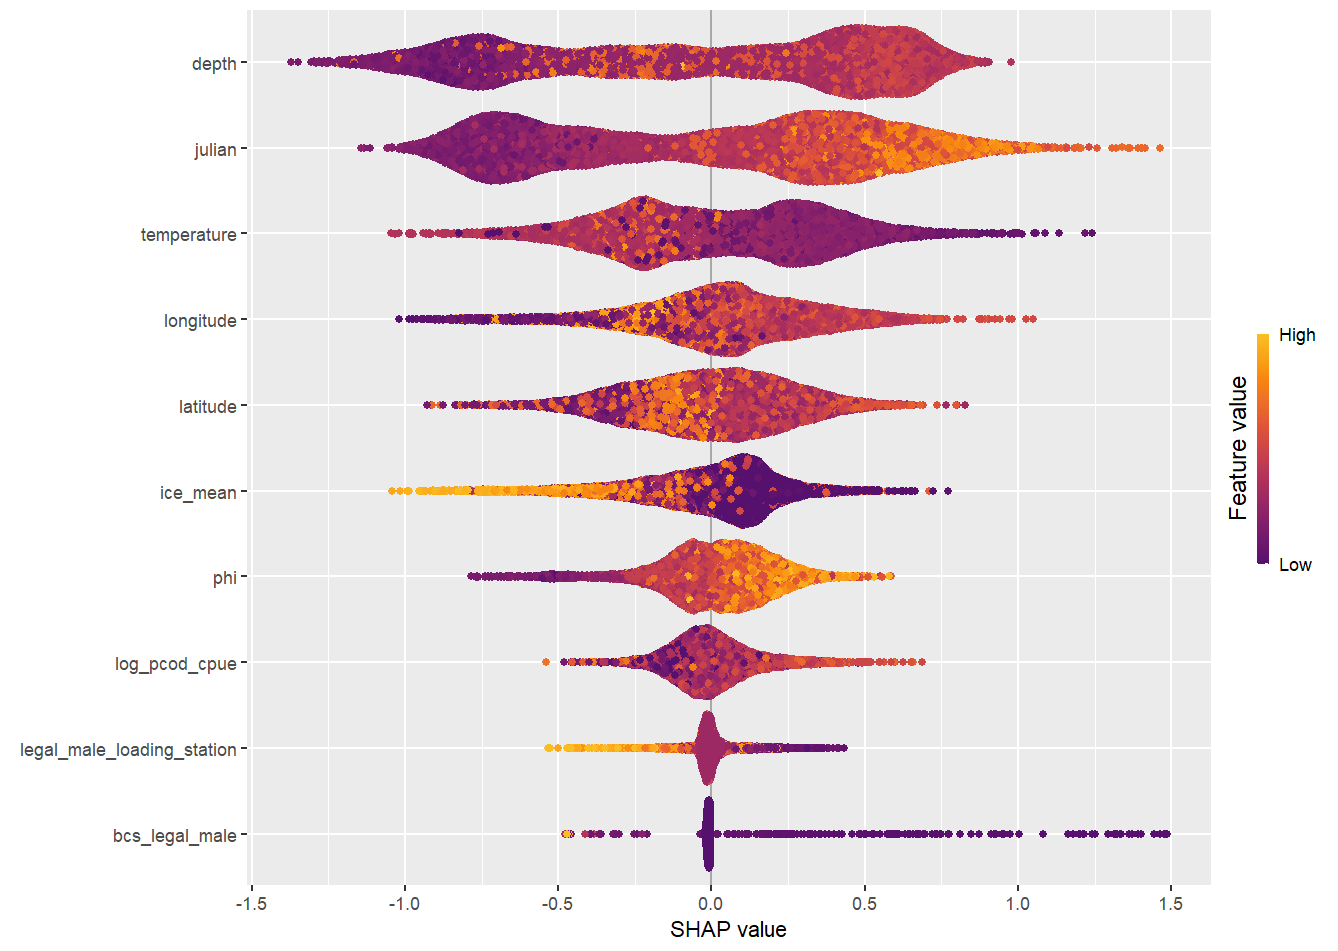 depth
julian
temperature
longitude
latitude
ice_mean
phi
log_pcod_cpue
legal_male_loading_station
bcs_legal_male
-1.5 -1.0 -0.5 0.0 0.5 1.0 1.5
SHAP value
Feature value
High
Low